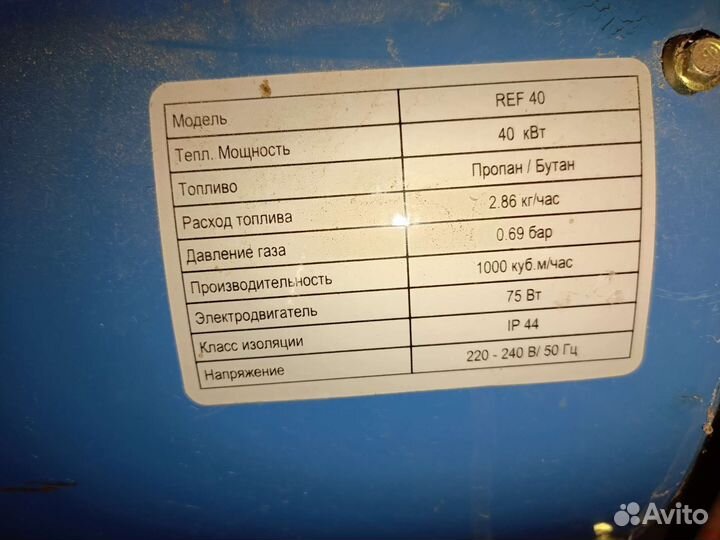 Модель REF 40
Тепл. Мощность 40 кВт
Топливо Пропан / Бутан
Расход топлива 2.86 кг/час
Давление газа 0.69 бар
Производительность 1000 куб.м/час
Электродвигатель 75 Вт
Класс изоляции IP 44
Напряжение 220 - 240 В/ 50 Гц
Avito